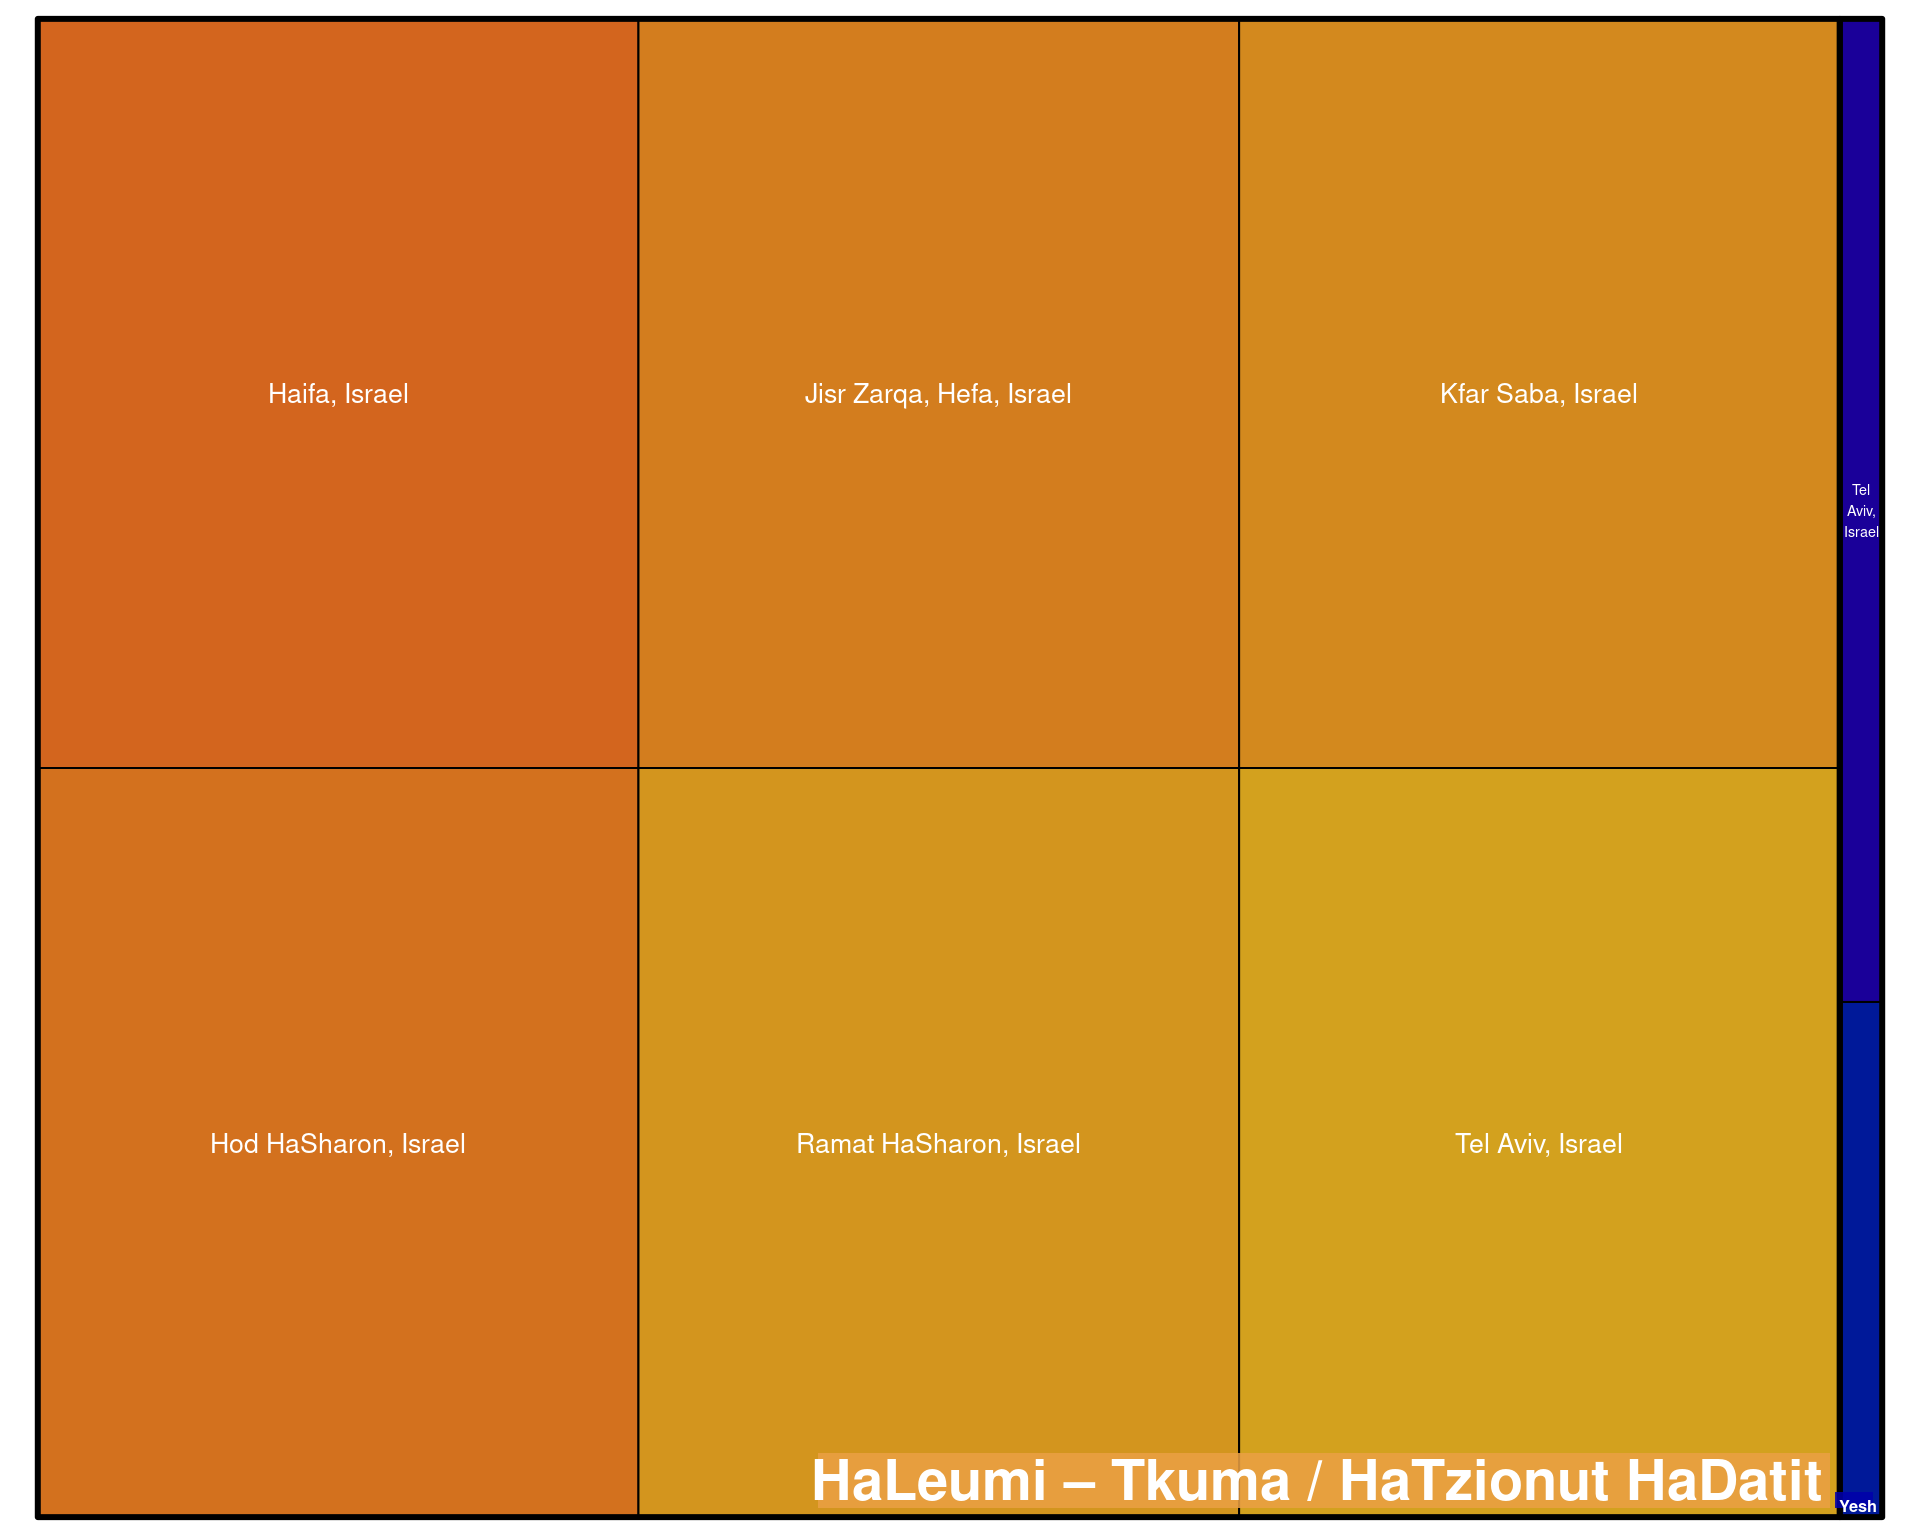 Haifa, Israel
Jisr Zarqa, Hefa, Israel
Kfar Saba, Israel
Tel
Aviv,
Israel
Hod HaSharon, Israel
Ramat HaSharon, Israel
Tel Aviv, Israel
HaLeumi – Tkuma / HaTzionut HaDatit
Yesh